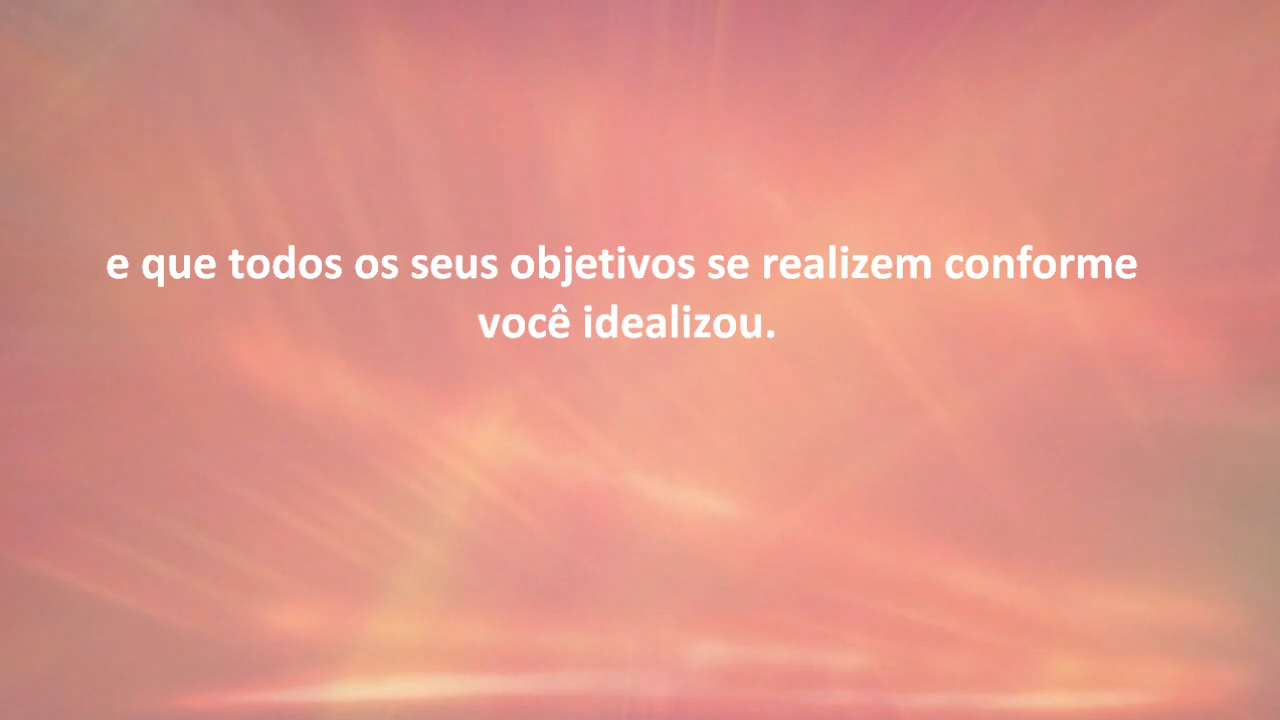 e que todos os seus objetivos se realizem conforme
você idealizou.